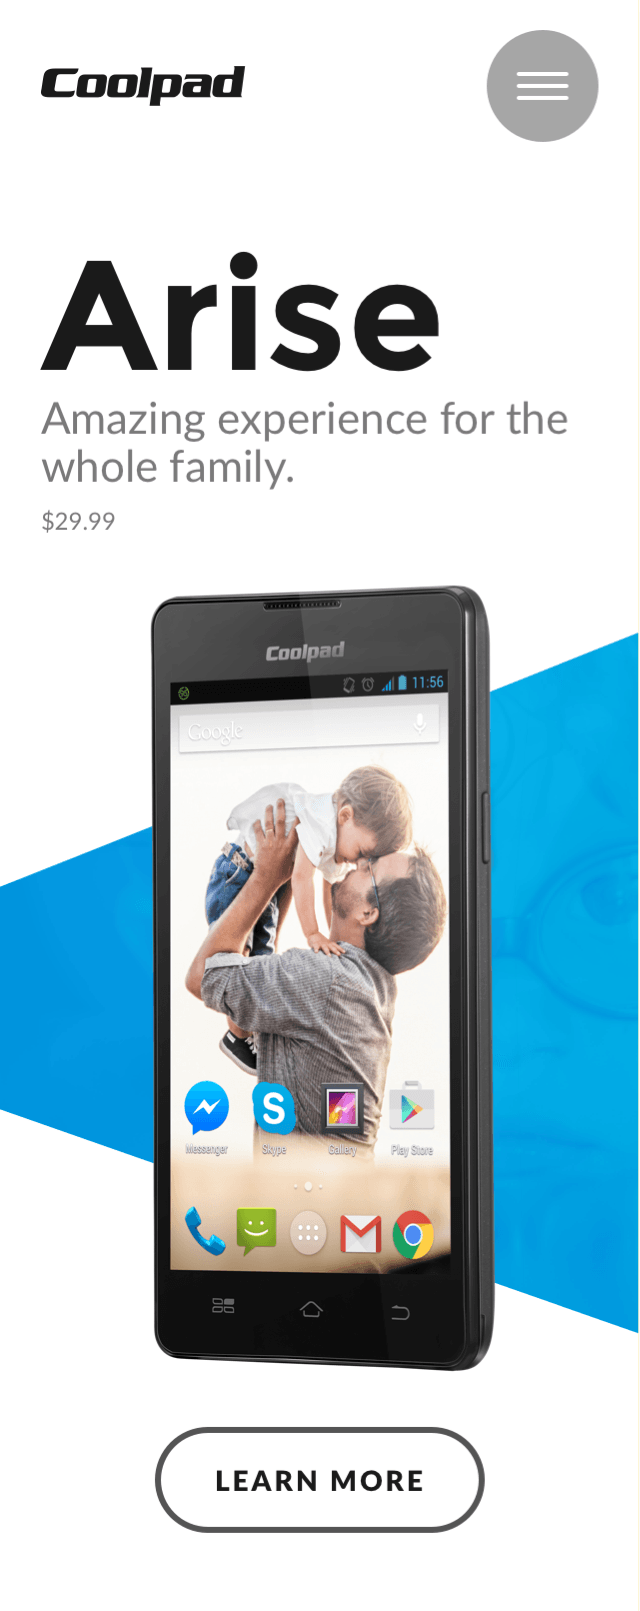 Coolpad
Arise
Amazing experience for the
whole family.
$29.99
Coolpad
11:56
Google
Messenger
Skype
Gallery
Play Store
LEARN MORE